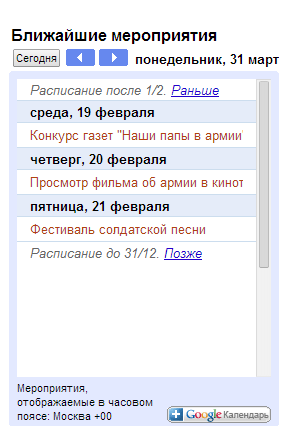 Ближайшие мероприятия
Сегодня понедельник, 31 март
Расписание после 1/2. Раньше
среда, 19 февраля
Конкурс газет "Наши папы в армии"
четверг, 20 февраля
Просмотр фильма об армии в кинот
пятница, 21 февраля
Фестиваль солдатской песни
Расписание до 31/12. Позже
Мероприятия,
отображаемые в часовом
поясе: Москва +00
Google Календарь